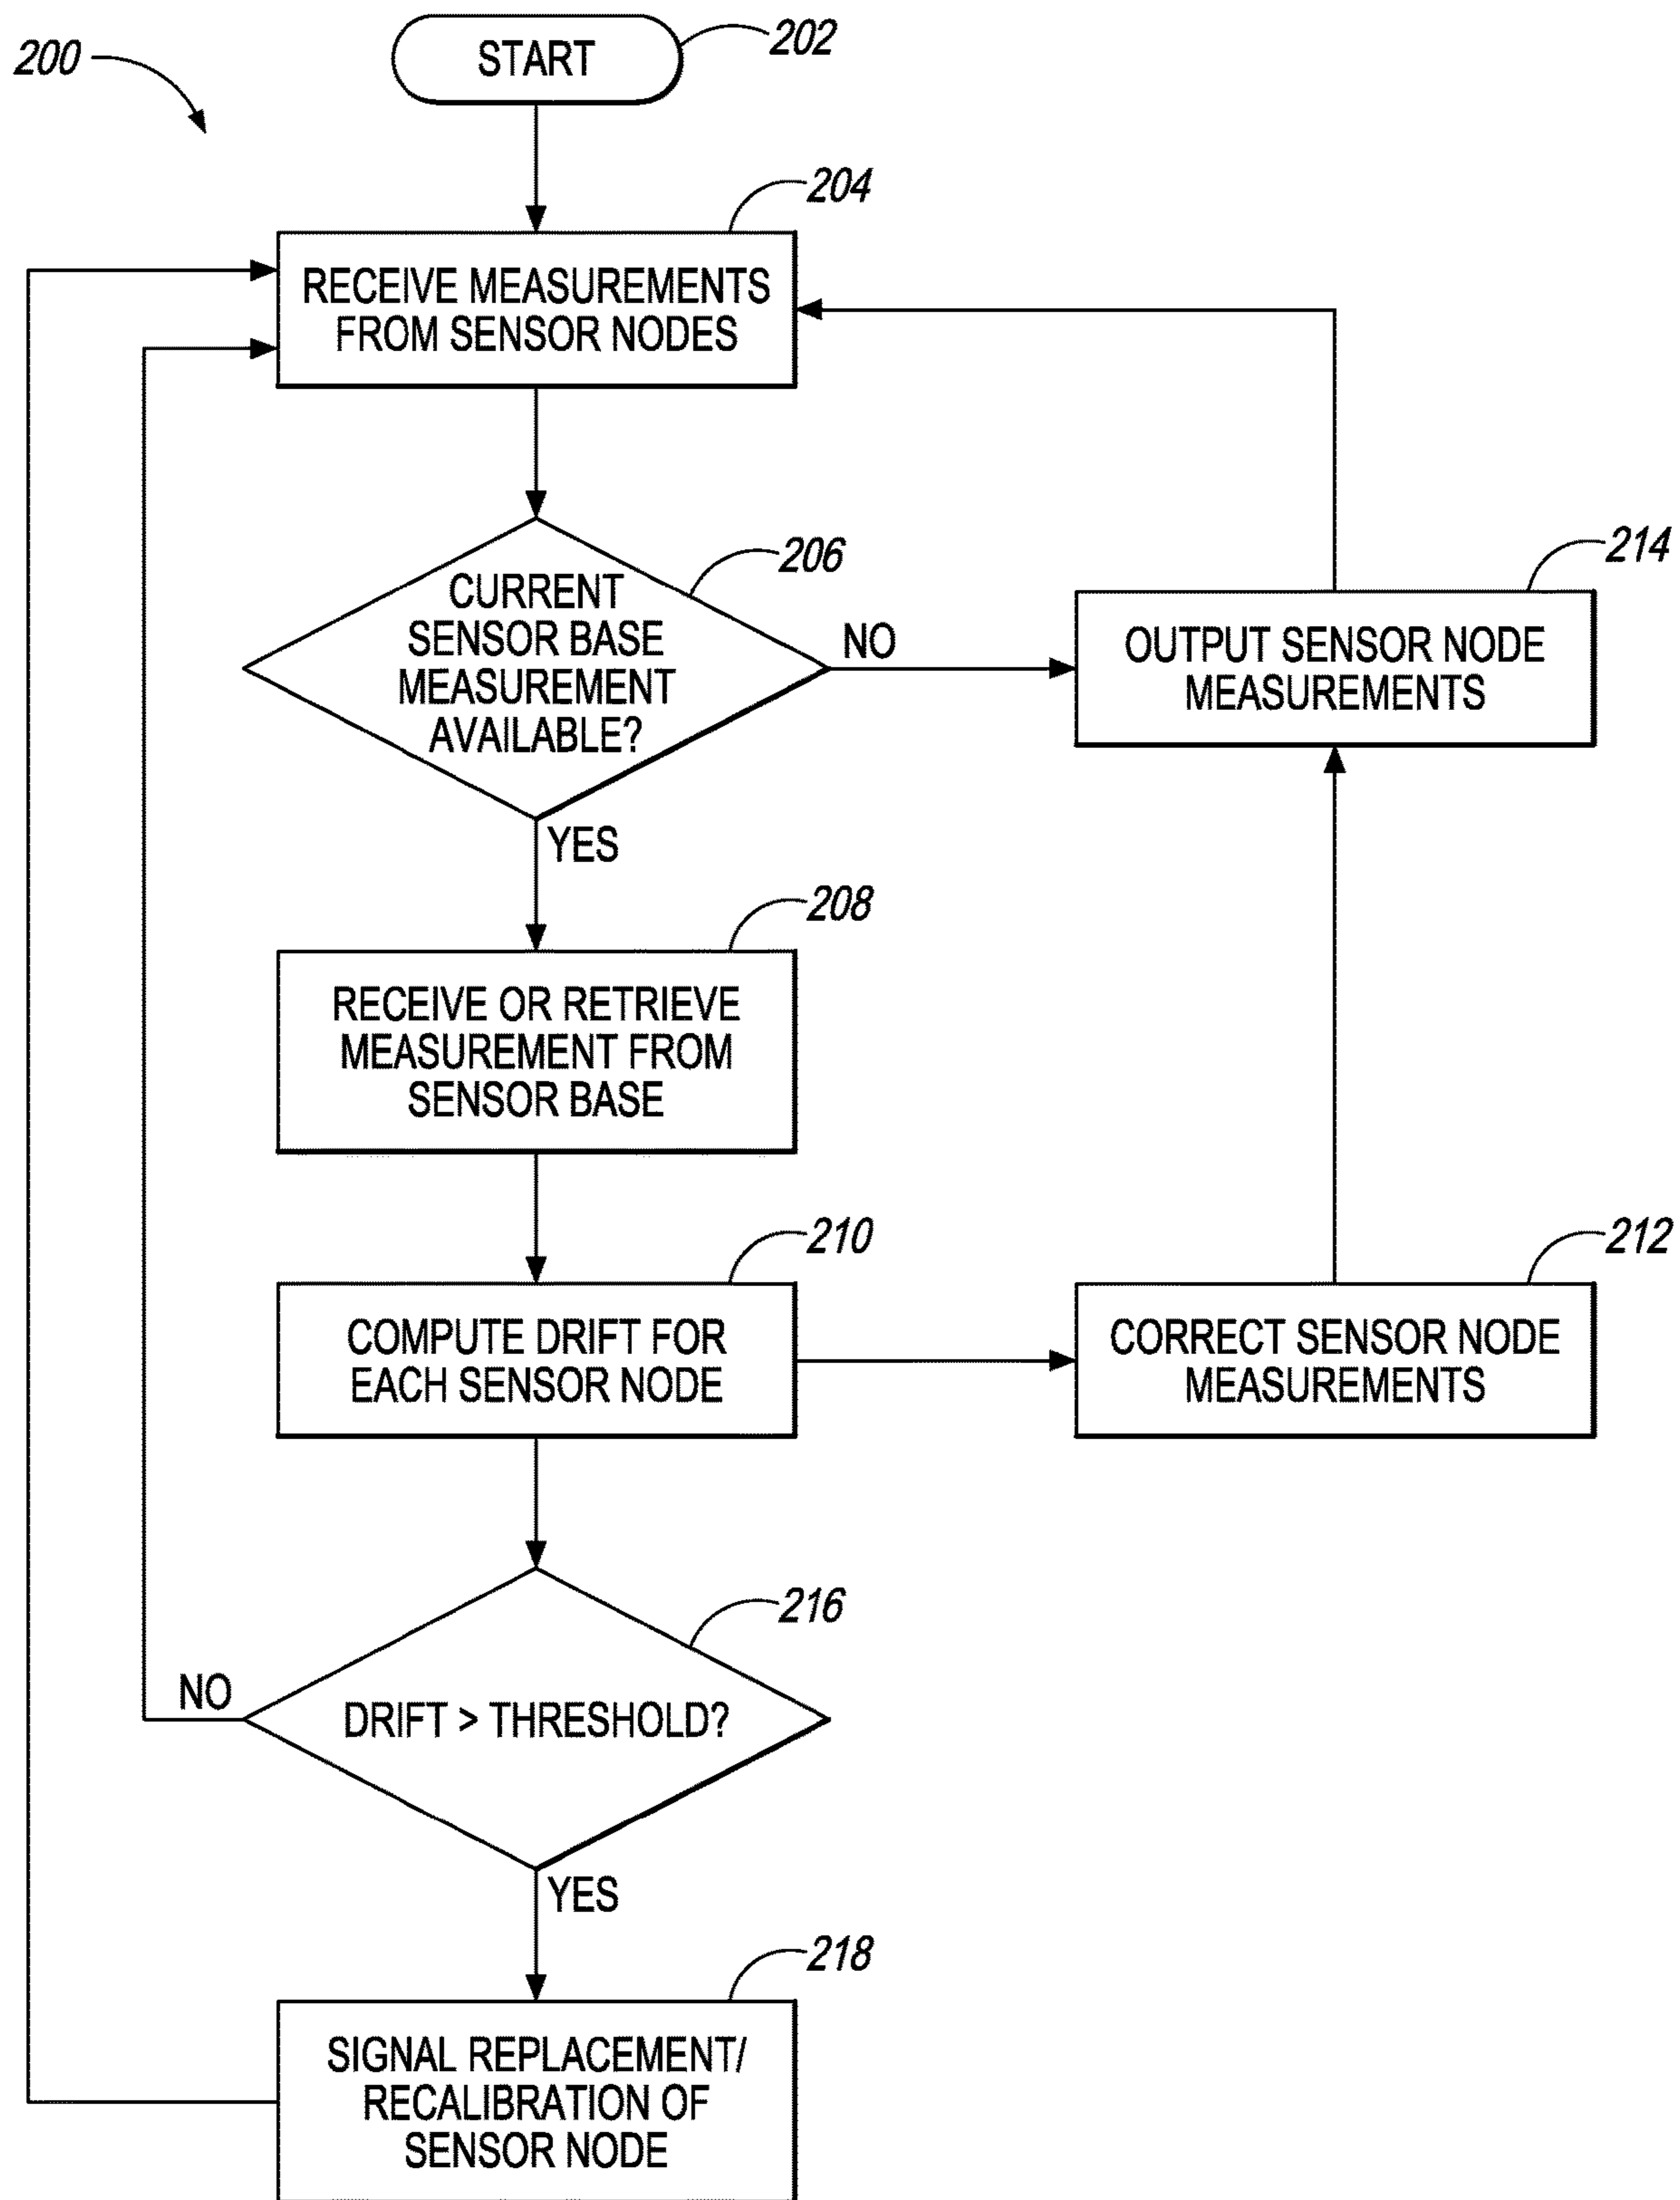 200
START
202
204
RECEIVE MEASUREMENTS
FROM SENSOR NODES
206
CURRENT
SENSOR BASE
MEASUREMENT
AVAILABLE?
NO
YES
214
OUTPUT SENSOR NODE
MEASUREMENTS
208
RECEIVE OR RETRIEVE
MEASUREMENT FROM
SENSOR BASE
210
COMPUTE DRIFT FOR
EACH SENSOR NODE
212
CORRECT SENSOR NODE
MEASUREMENTS
216
DRIFT > THRESHOLD?
NO
YES
218
SIGNAL REPLACEMENT/
RECALIBRATION OF
SENSOR NODE